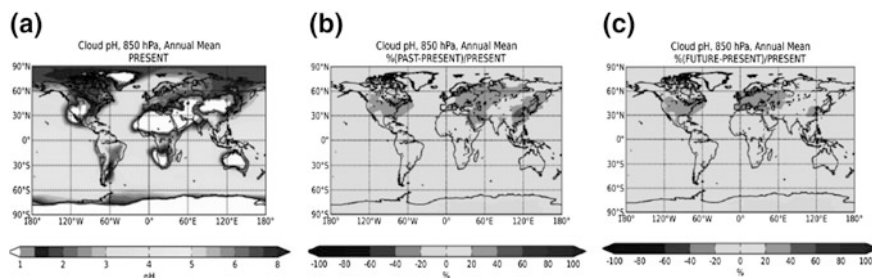 (a)
Cloud pH, 850 hPa, Annual Mean
PRESENT
90°N
60°N
30°N
0°
30°S
60°S
90°S
180° 120°W 60°W 0° 60°E 120°E 180°
1 2 3 4 5 6 7 8
pH
(b)
Cloud pH, 850 hPa, Annual Mean
%(PAST-PRESENT)/PRESENT
90°N
60°N
30°N
0°
30°S
60°S
90°S
180° 120°W 60°W 0° 60°E 120°E 180°
-100 -80 -60 -40 -20 0 20 40 60 80 100
%
(c)
Cloud pH, 850 hPa, Annual Mean
%(FUTURE-PRESENT)/PRESENT
90°N
60°N
30°N
0°
30°S
60°S
90°S
180° 120°W 60°W 0° 60°E 120°E 180°
-100 -80 -60 -40 -20 0 20 40 60 80 100
%